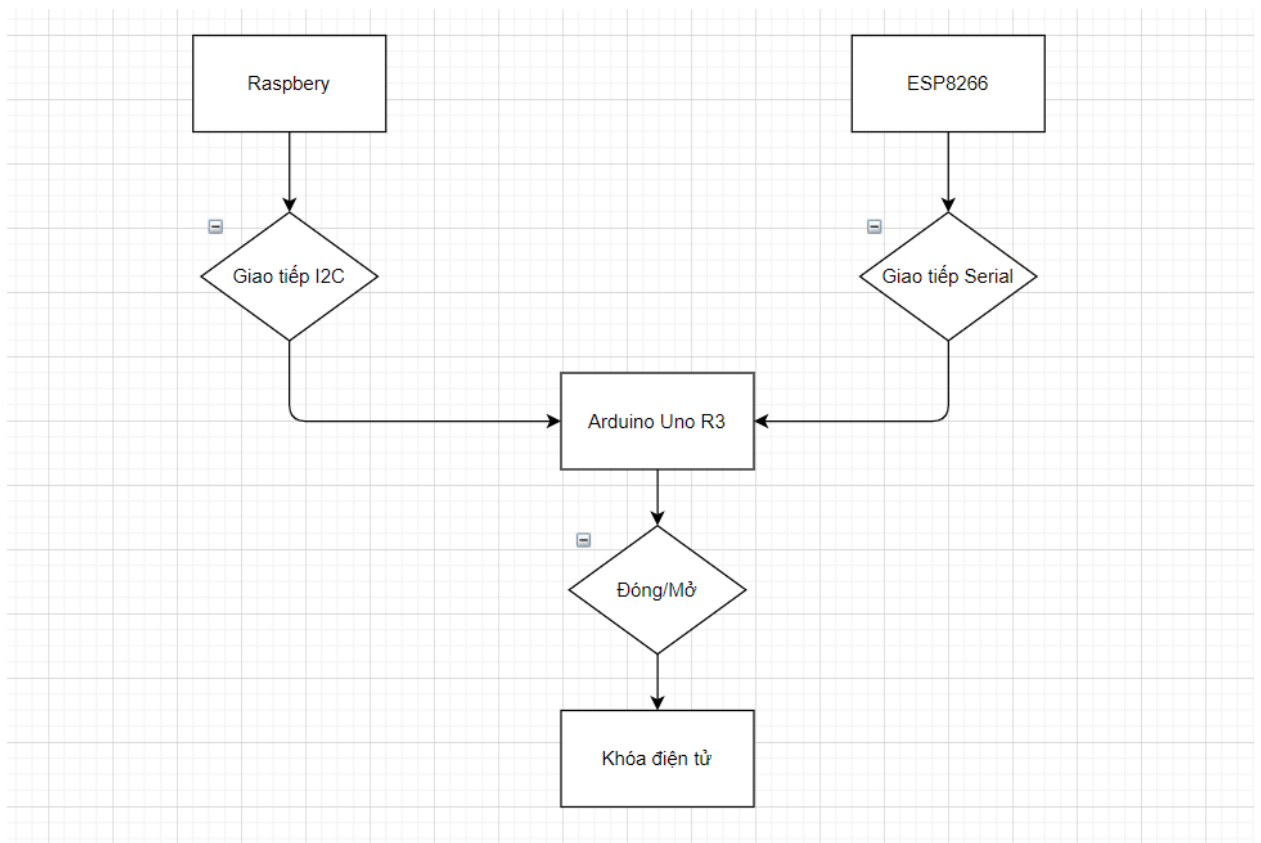 Raspbery
ESP8266
Giao tiếp I2C
Giao tiếp Serial
Arduino Uno R3
Đóng/Mở
Khóa điện tử